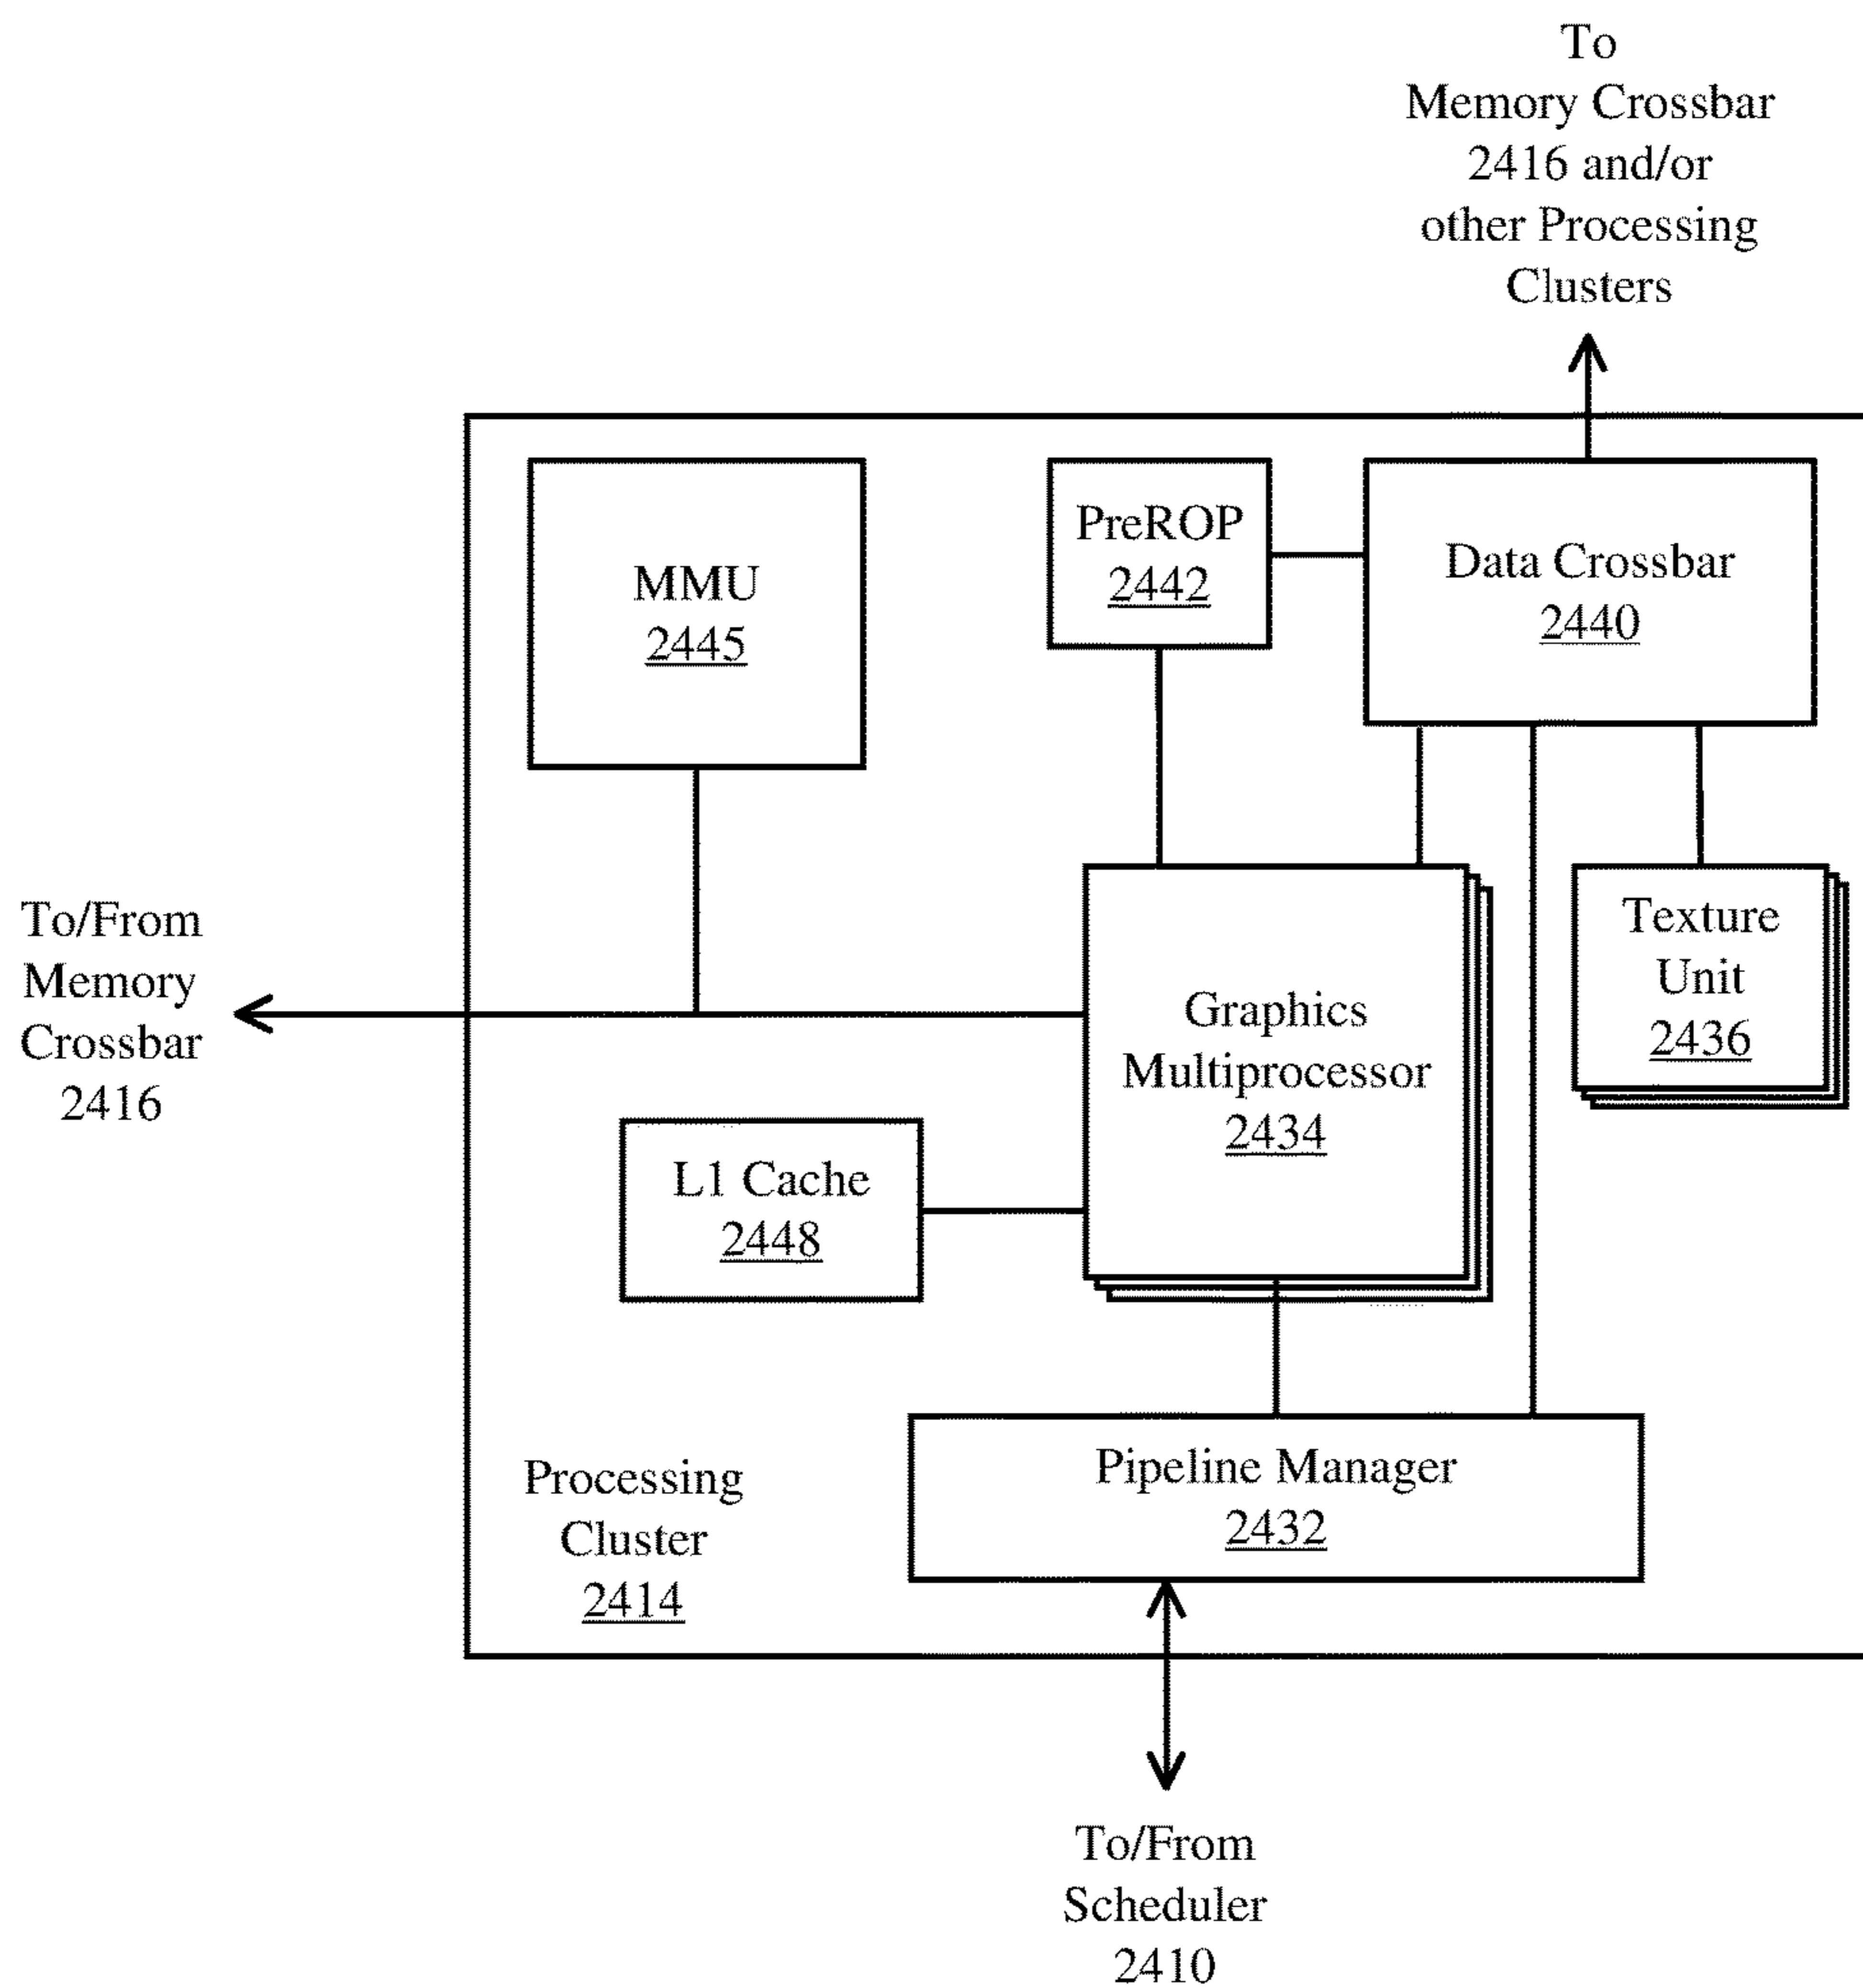 To
Memory Crossbar
2416 and/or
other Processing
Clusters
MMU
2445
PreROP
2442
Data Crossbar
2440
To/From
Memory
Crossbar
2416
Graphics
Multiprocessor
2434
Texture
Unit
2436
L1 Cache
2448
Processing
Cluster
2414
Pipeline Manager
2432
To/From
Scheduler
2410